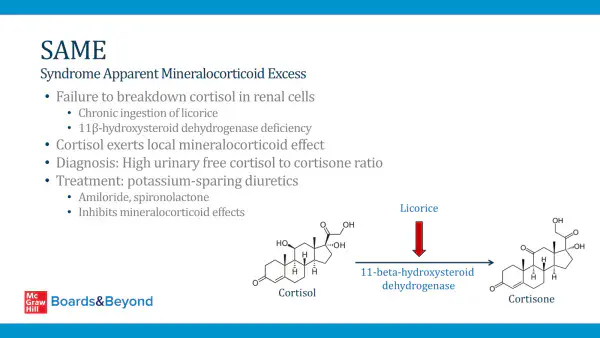 SAME
Syndrome Apparent Mineralocorticoid Excess
• Failure to breakdown cortisol in renal cells
• Chronic ingestion of licorice
• 11β-hydroxysteroid dehydrogenase deficiency
• Cortisol exerts local mineralocorticoid effect
• Diagnosis: High urinary free cortisol to cortisone ratio
• Treatment: potassium-sparing diuretics
• Amiloride, spironolactone
• Inhibits mineralocorticoid effects
Licorice
O
OH
HO
OH
H
H
H
O
Cortisol
11-beta-hydroxysteroid
dehydrogenase
OH
O
O
OH
H
H
H
O
Cortisone
Mc
Graw
Hill
Boards&Beyond